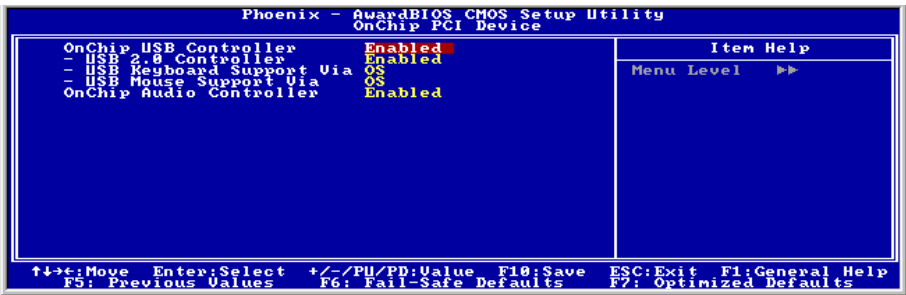 Phoenix - AwardBIOS CMOS Setup Utility
OnChip PCI Device
OnChip USB Controller Enabled
- USB 2.0 Controller Enabled
- USB Keyboard Support Via OS
- USB Mouse Support Via OS
OnChip Audio Controller Enabled
Item Help
Menu Level ►►
↑↓→←:Move Enter:Select +/-/PU/PD:Value F10:Save ESC:Exit F1:General Help
F5: Previous Values F6: Fail-Safe Defaults F7: Optimized Defaults